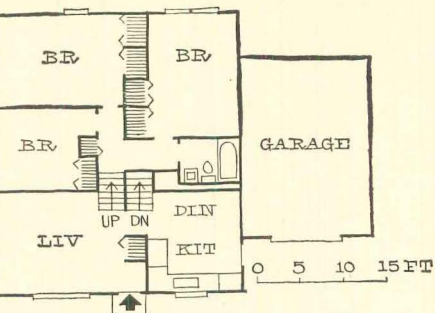 BR
BR
BR
GARAGE
UP DN
DIN
LIV
KIT
0 5 10 15 FT